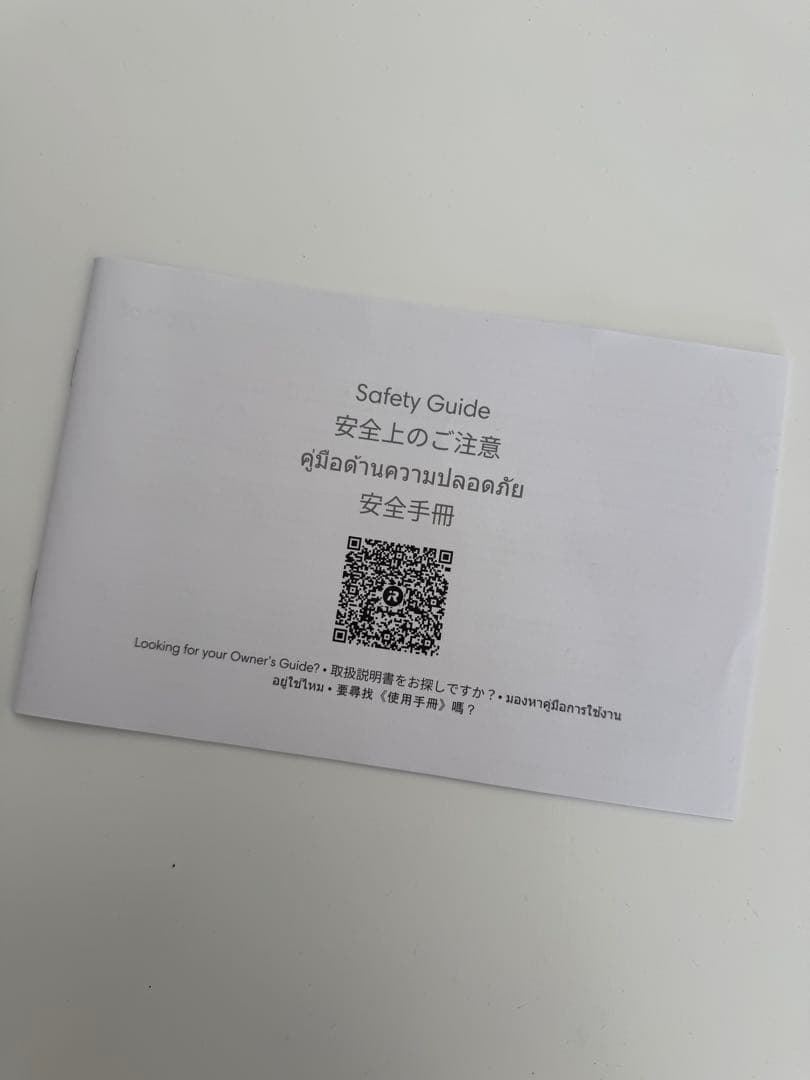 Safety Guide
安全上のご注意
คู่มือด้านความปลอดภัย
安全手冊
Looking for your Owner's Guide? • 取扱説明書をお探しですか？• มองหาคู่มือการใช้งาน
อยู่ใช่ไหม • 要尋找《使用手冊》嗎？